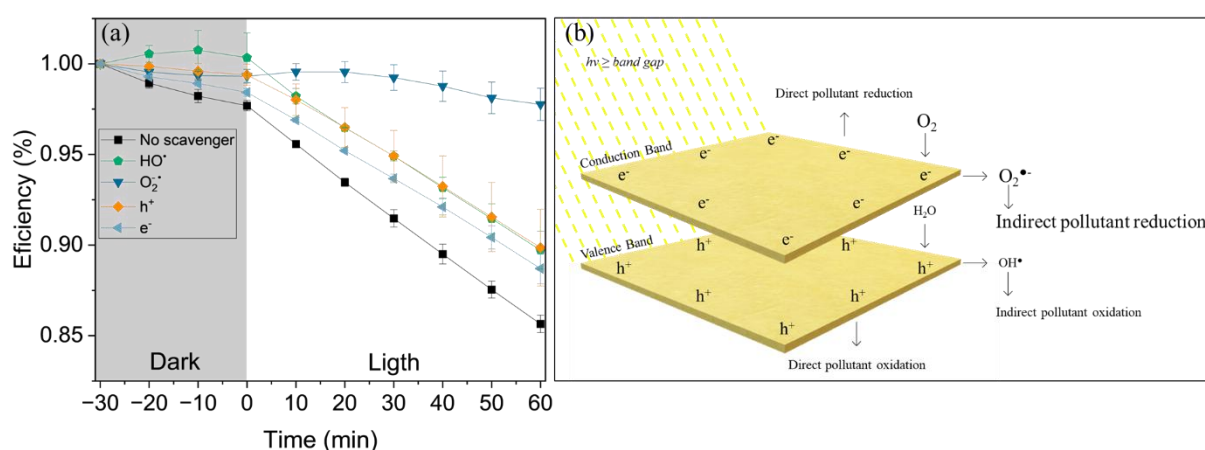 (a)
1.00
0.95
0.90
0.85
Eficiency (%)
No scavenger
HO•
O₂⁻•
h⁺
e⁻
Dark
Ligth
−30 −20 −10 0 10 20 30 40 50 60
Time (min)
(b)
hν ≥ band gap
Direct pollutant reduction
O₂
Conduction Band
e⁻ e⁻ e⁻
e⁻ e⁻
O₂•⁻
e⁻ e⁻
H₂O
Indirect pollutant reduction
e⁻
Valence Band
h⁺ h⁺
h⁺ h⁺
OH•
h⁺ h⁺
Indirect pollutant oxidation
h⁺
Direct pollutant oxidation